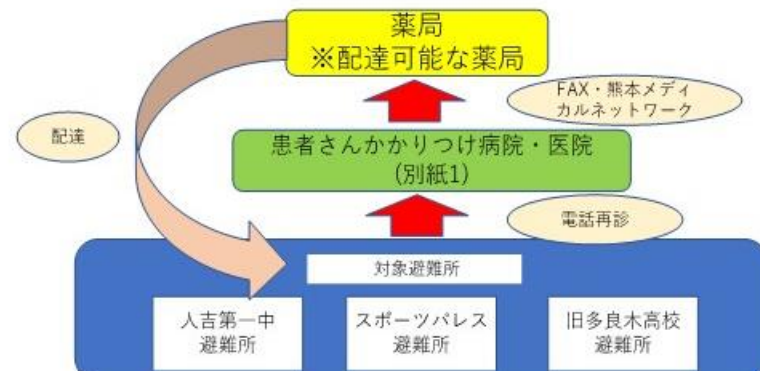 薬局
※配達可能な薬局
FAX・熊本メディ
カルネットワーク
配達
患者さんかかりつけ病院・医院
(別紙1)
電話再診
対象避難所
人吉第一中
避難所
スポーツパレス
避難所
旧多良木高校
避難所